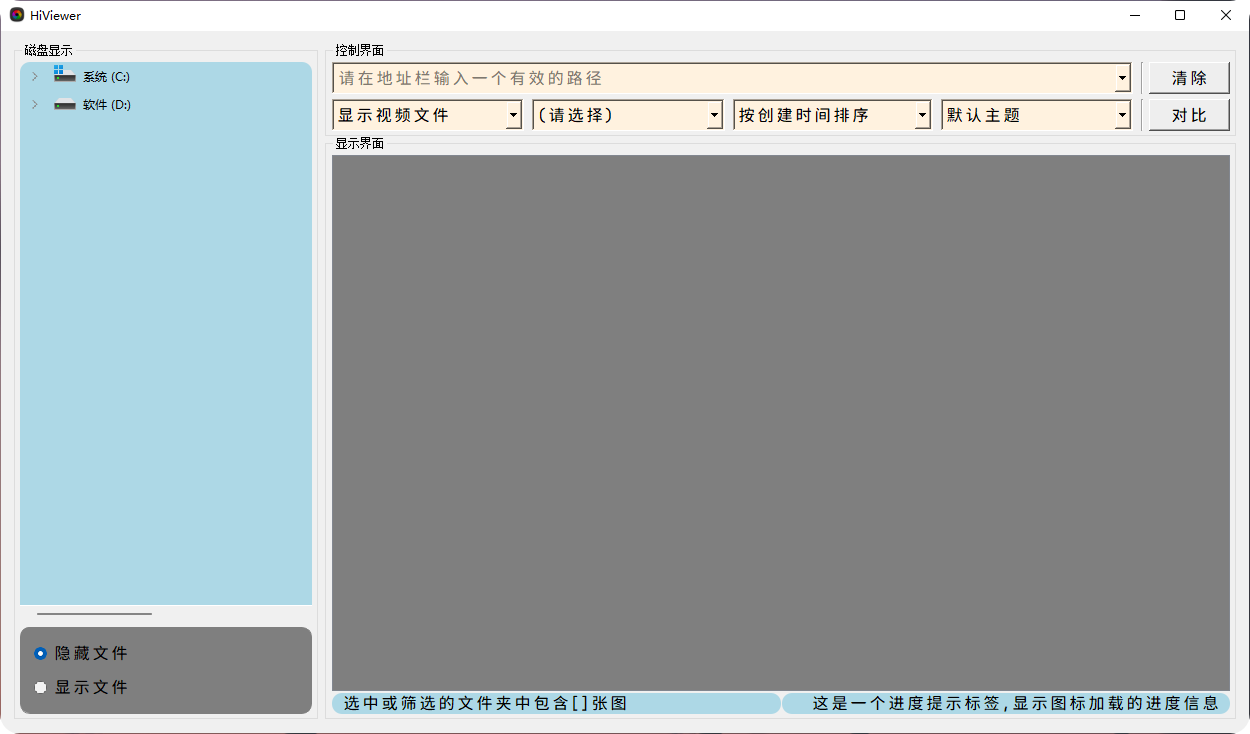 HiViewer
磁盘显示
系统 (C:)
软件 (D:)
隐藏文件
显示文件
控制界面
请在地址栏输入一个有效的路径
清除
显示视频文件
(请选择)
按创建时间排序
默认主题
对比
显示界面
选中或筛选的文件夹中包含[]张图
这是一个进度提示标签,显示图标加载的进度信息